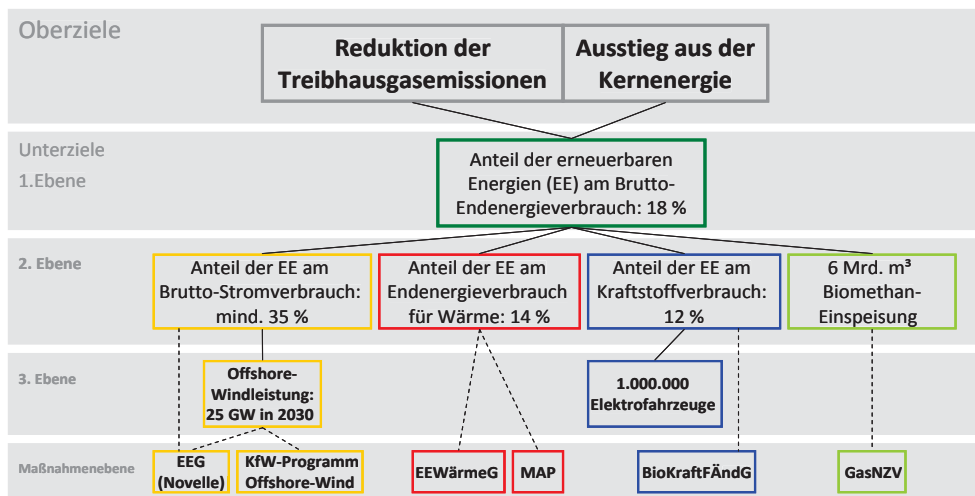 Oberziele
Reduktion der
Treibhausgasemissionen
Ausstieg aus der
Kernenergie
Unterziele
1.Ebene
Anteil der erneuerbaren
Energien (EE) am Brutto-
Endenergieverbrauch: 18 %
2. Ebene
Anteil der EE am
Brutto-Stromverbrauch:
mind. 35 %
Anteil der EE am
Endenergieverbrauch
für Wärme: 14 %
Anteil der EE am
Kraftstoffverbrauch:
12 %
6 Mrd. m³
Biomethan-
Einspeisung
3. Ebene
Offshore-
Windleistung:
25 GW in 2030
1.000.000
Elektrofahrzeuge
Maßnahmenebene
EEG
(Novelle)
KfW-Programm
Offshore-Wind
EEWärmeG
MAP
BioKraftFÄndG
GasNZV